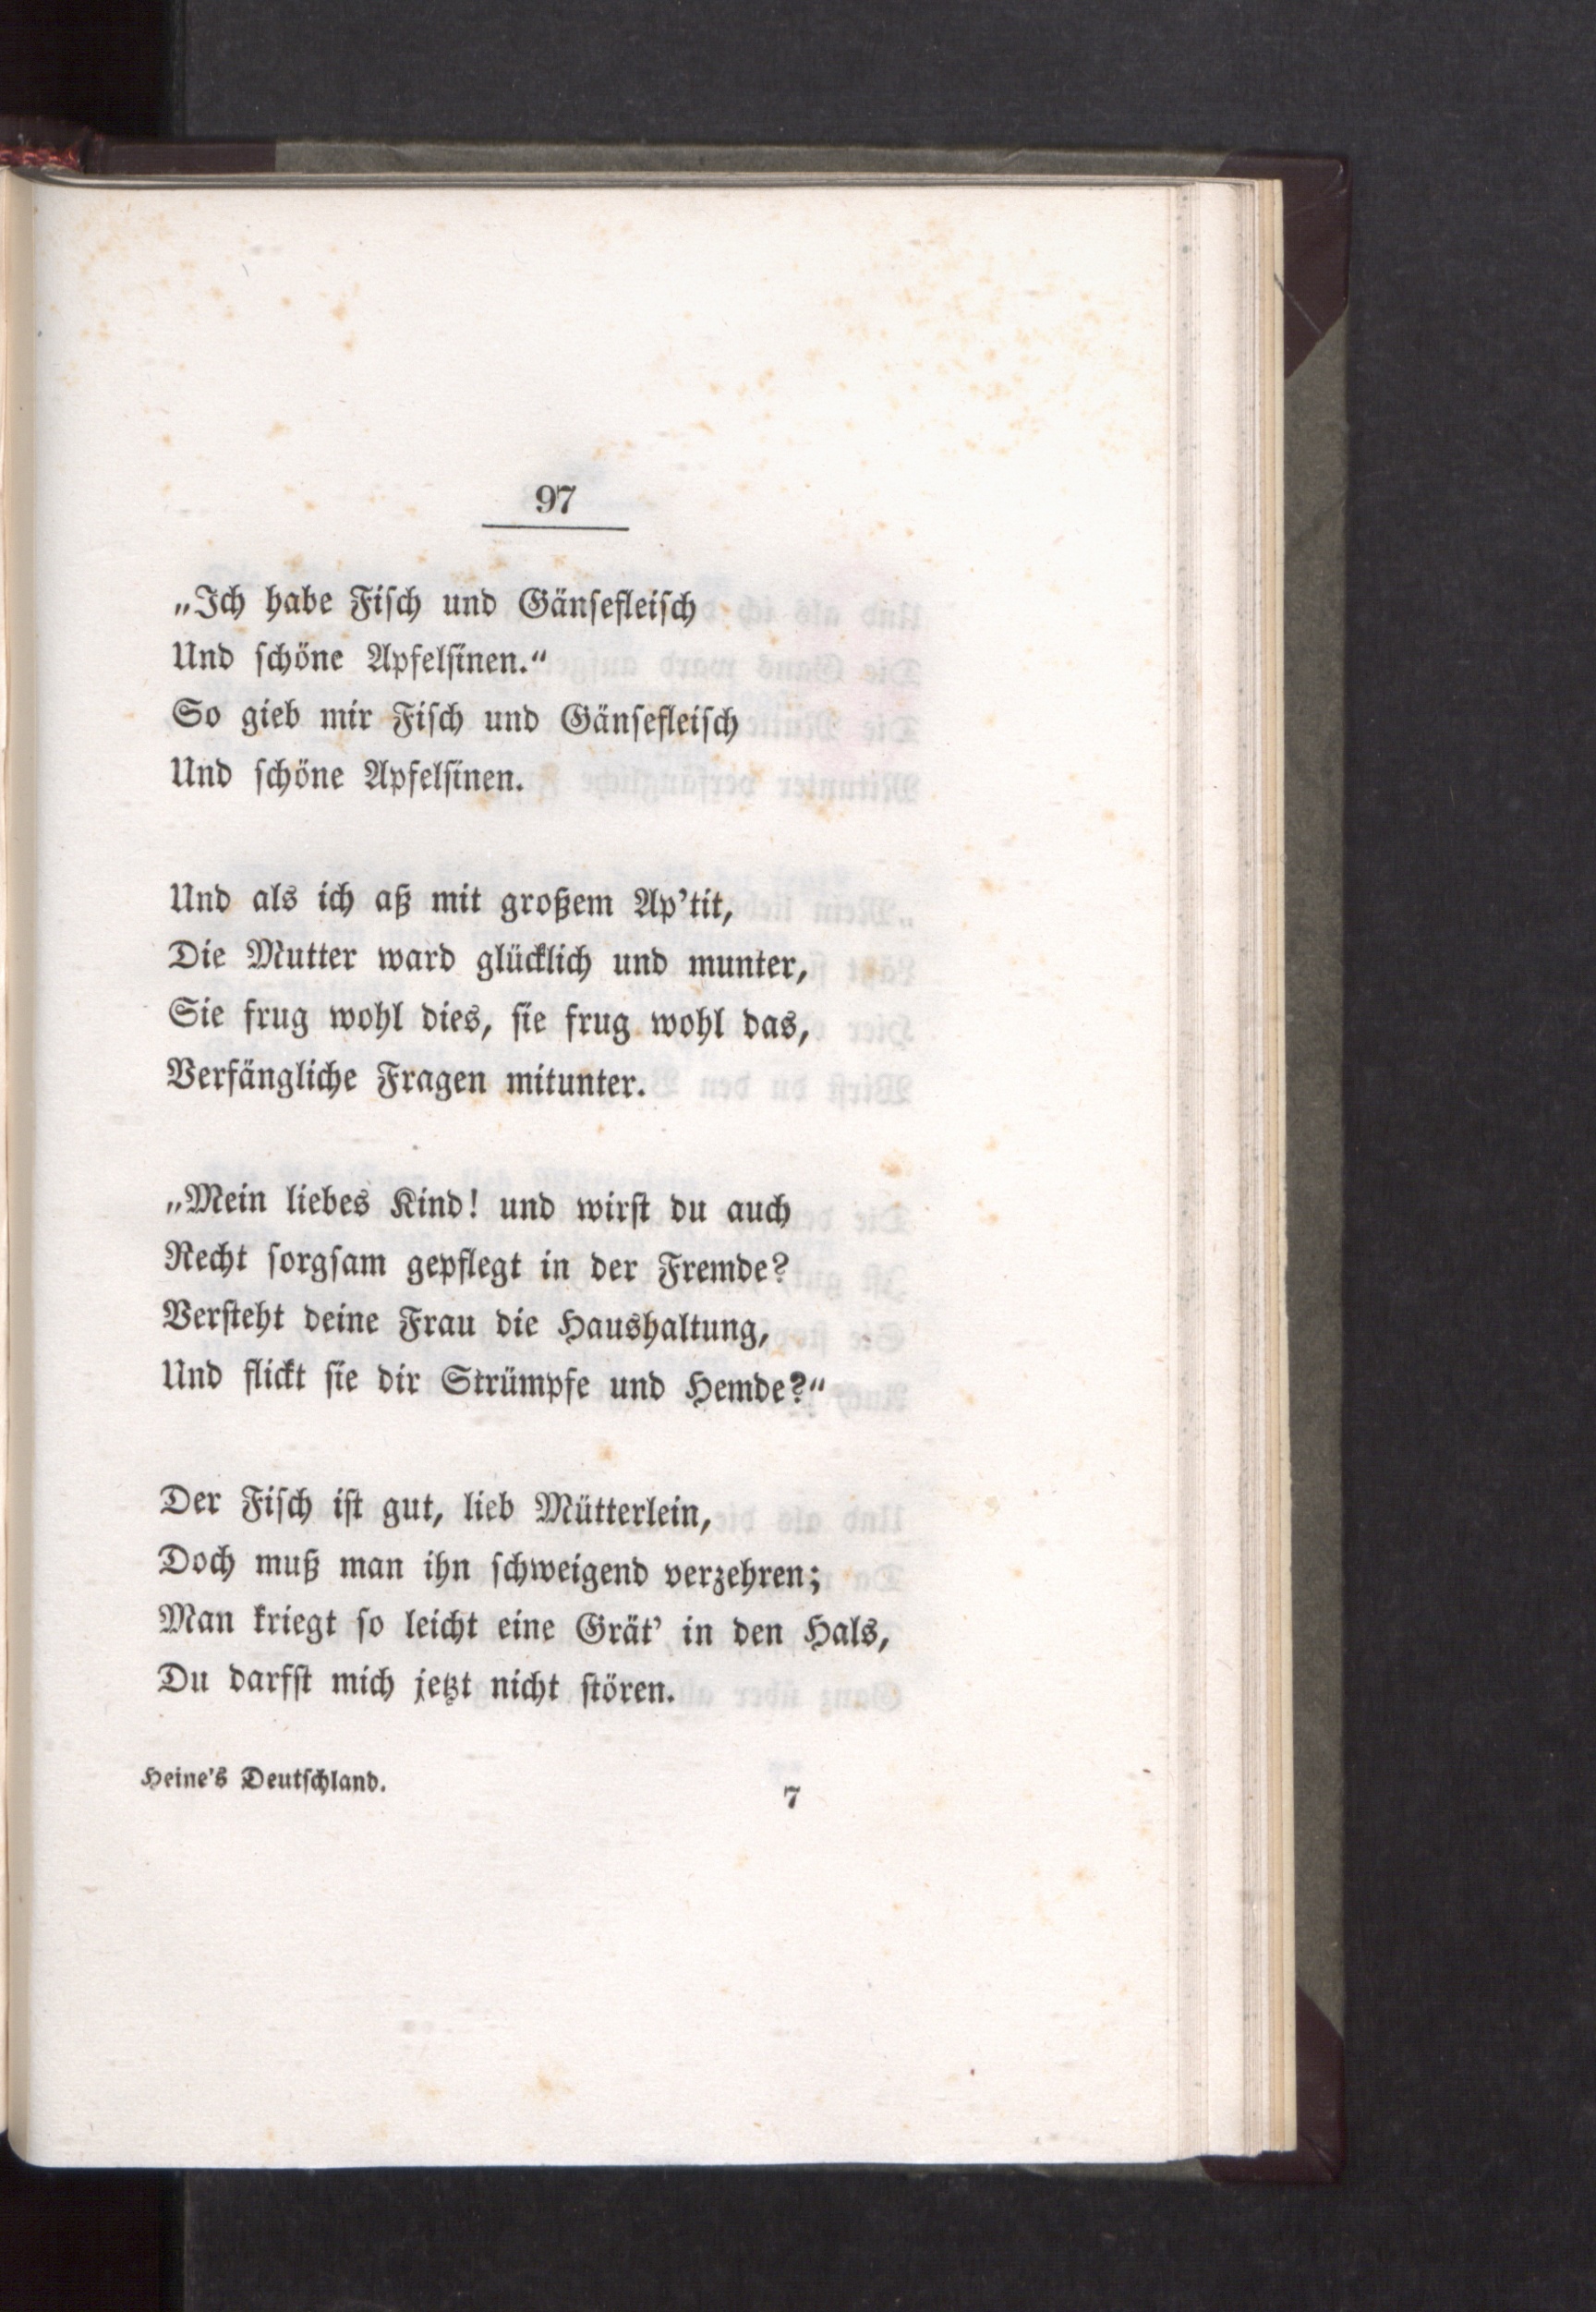 97
„Ich habe Fiſch und Gänſefleiſch
Und ſchöne Apfelſinen.“
So gieb mir Fiſch und Gänſefleiſch
Und ſchöne Apfelſinen.
Und als ich aß mit großem Ap’tit,
Die Mutter ward glücklich und munter,
Sie frug wohl dies, ſie frug wohl das,
Verfängliche Fragen mitunter.
„Mein liebes Kind! und wirſt du auch
Recht ſorgſam gepflegt in der Fremde?
Verſteht deine Frau die Haushaltung,
Und flickt ſie dir Strümpfe und Hemde?“
Der Fiſch iſt gut, lieb Mütterlein,
Doch muß man ihn ſchweigend verzehren;
Man kriegt ſo leicht eine Grät’ in den Hals,
Du darfſt mich jetzt nicht ſtören.
Heine’s Deutſchland.
7